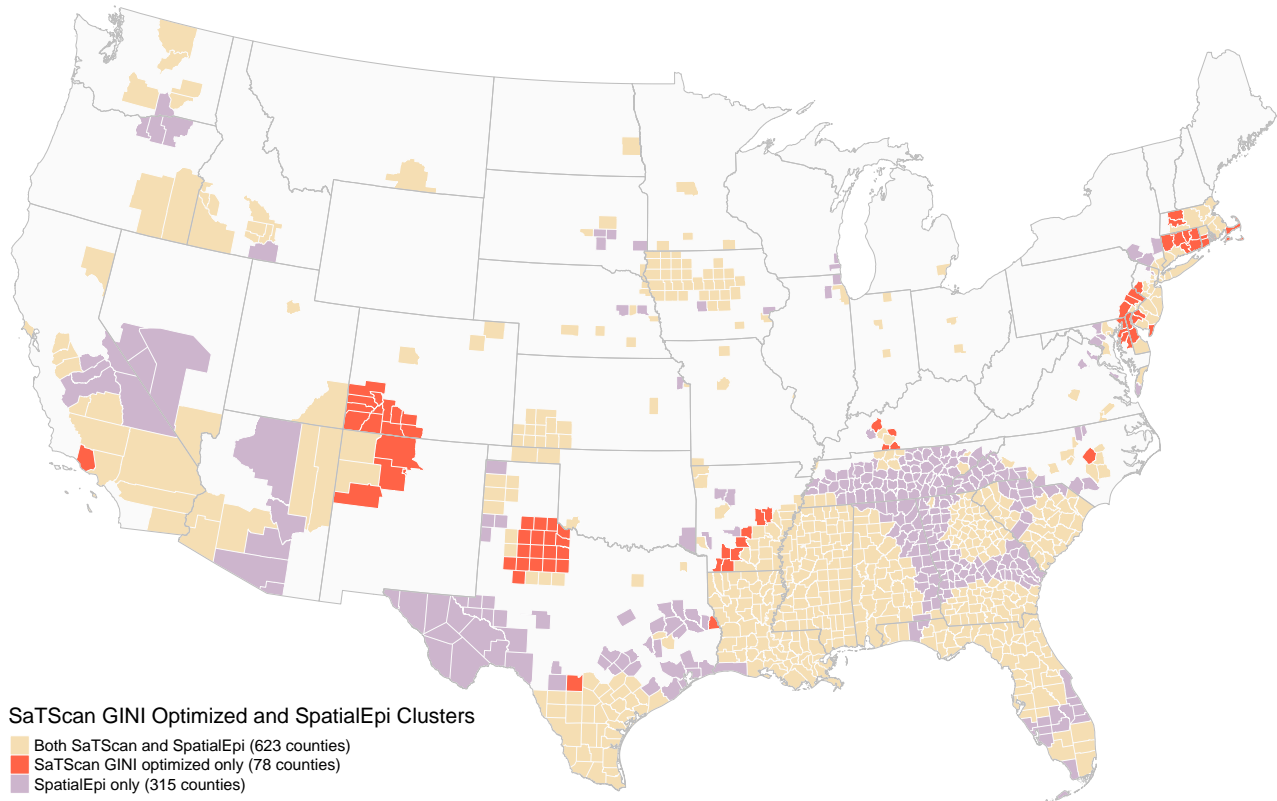 SaTScan GINI Optimized and SpatialEpi Clusters
Both SaTScan and SpatialEpi (623 counties)
SaTScan GINI optimized only (78 counties)
SpatialEpi only (315 counties)